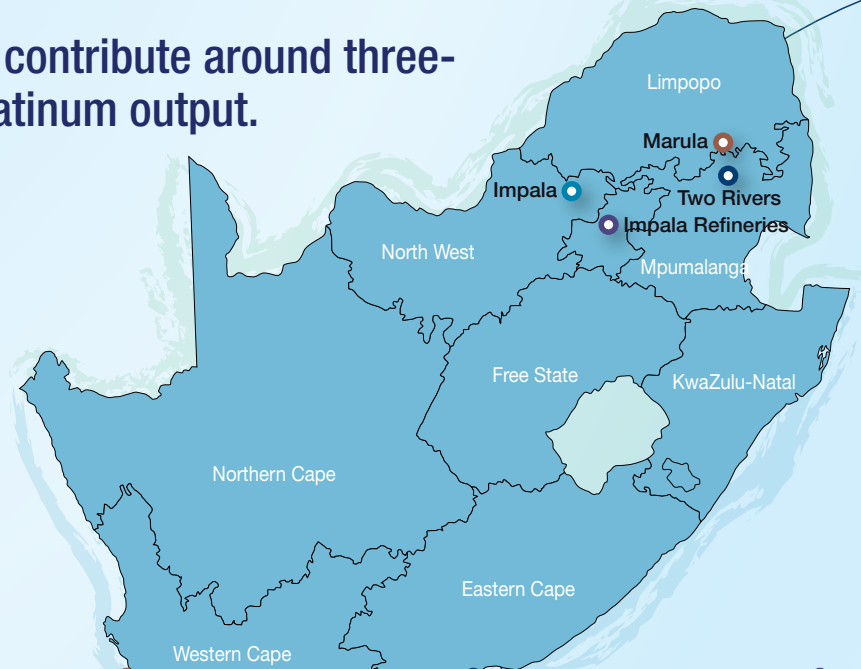 contribute around three-
atinum output.
Limpopo
Marula
Impala
Two Rivers
Impala Refineries
North West
Mpumalanga
Free State
KwaZulu-Natal
Northern Cape
Eastern Cape
Western Cape